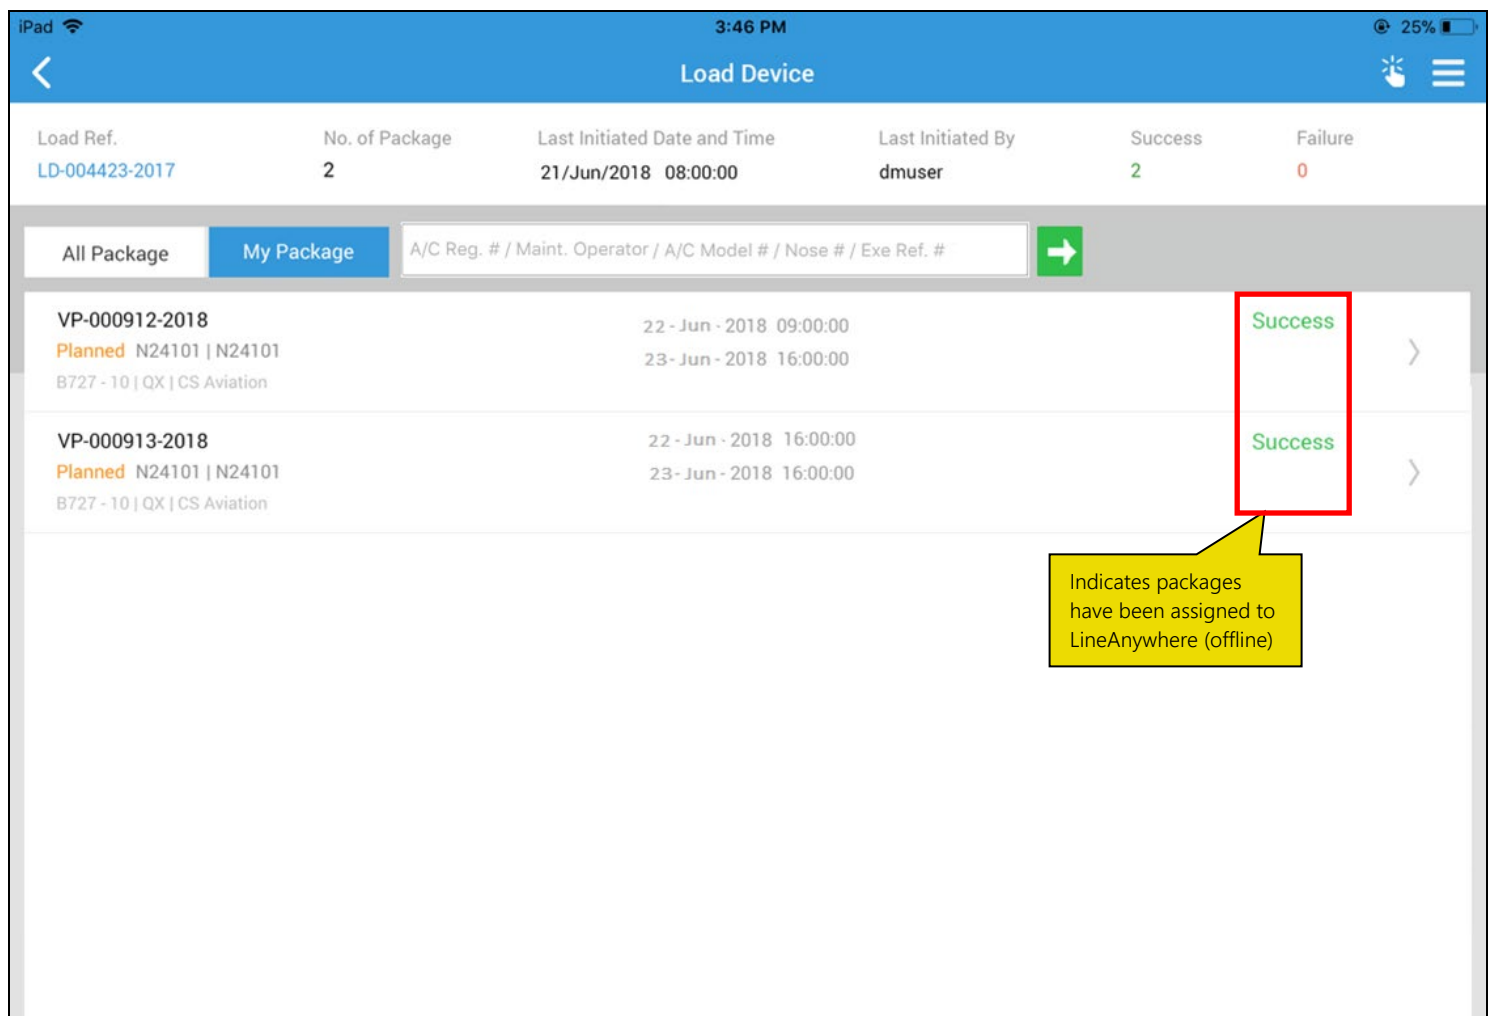 iPad 3:46 PM 25%
Load Device
Load Ref. No. of Package Last Initiated Date and Time Last Initiated By Success Failure
LD-004423-2017 2 21/Jun/2018 08:00:00 dmuser 2 0
All Package My Package A/C Reg. # / Maint. Operator / A/C Model # / Nose # / Exe Ref. #
VP-000912-2018 22 - Jun - 2018 09:00:00 Success
Planned N24101 | N24101 23- Jun - 2018 16:00:00
B727 - 10 | QX | CS Aviation
VP-000913-2018 22 - Jun - 2018 16:00:00 Success
Planned N24101 | N24101 23- Jun - 2018 16:00:00
B727 - 10 | QX | CS Aviation
Indicates packages
have been assigned to
LineAnywhere (offline)